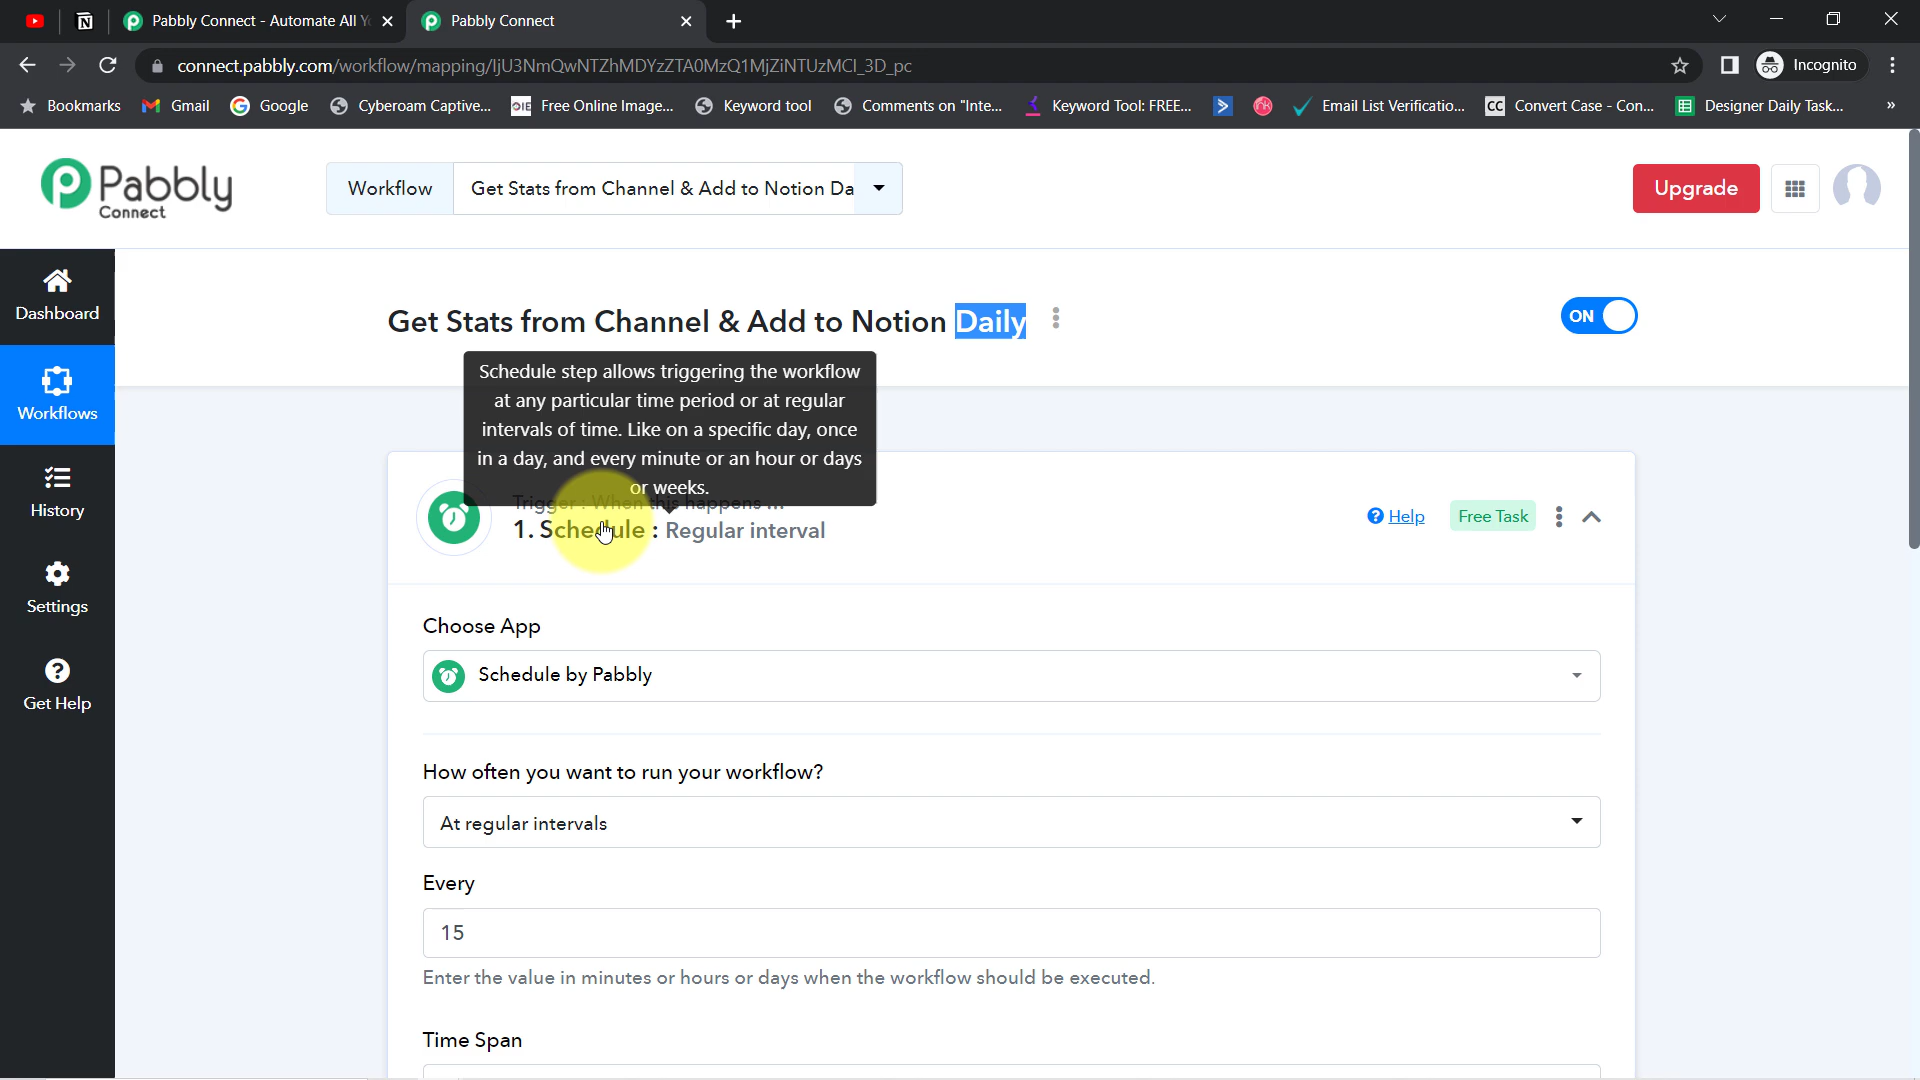 Pabbly Connect - Automate All Y
Pabbly Connect
connect.pabbly.com/workflow/mapping/IjU3NmQwNTZhMDYzZTA0MzQ1MjZiNTUzMCI_3D_pc
Incognito
Bookmarks
Gmail
Google
Cyberoam Captive...
Free Online Image...
Keyword tool
Comments on "Inte...
Keyword Tool: FREE...
Email List Verificatio...
CC Convert Case - Con...
Designer Daily Task...
»
Pabbly
Connect
Workflow
Get Stats from Channel & Add to Notion Da
Upgrade
Dashboard
Workflows
History
Settings
Get Help
Get Stats from Channel & Add to Notion Daily
ON
Schedule step allows triggering the workflow
at any particular time period or at regular
intervals of time. Like on a specific day, once
in a day, and every minute or an hour or days
or weeks.
Trigger : When this happens ...
1. Schedule : Regular interval
Help
Free Task
Choose App
Schedule by Pabbly
How often you want to run your workflow?
At regular intervals
Every
15
Enter the value in minutes or hours or days when the workflow should be executed.
Time Span